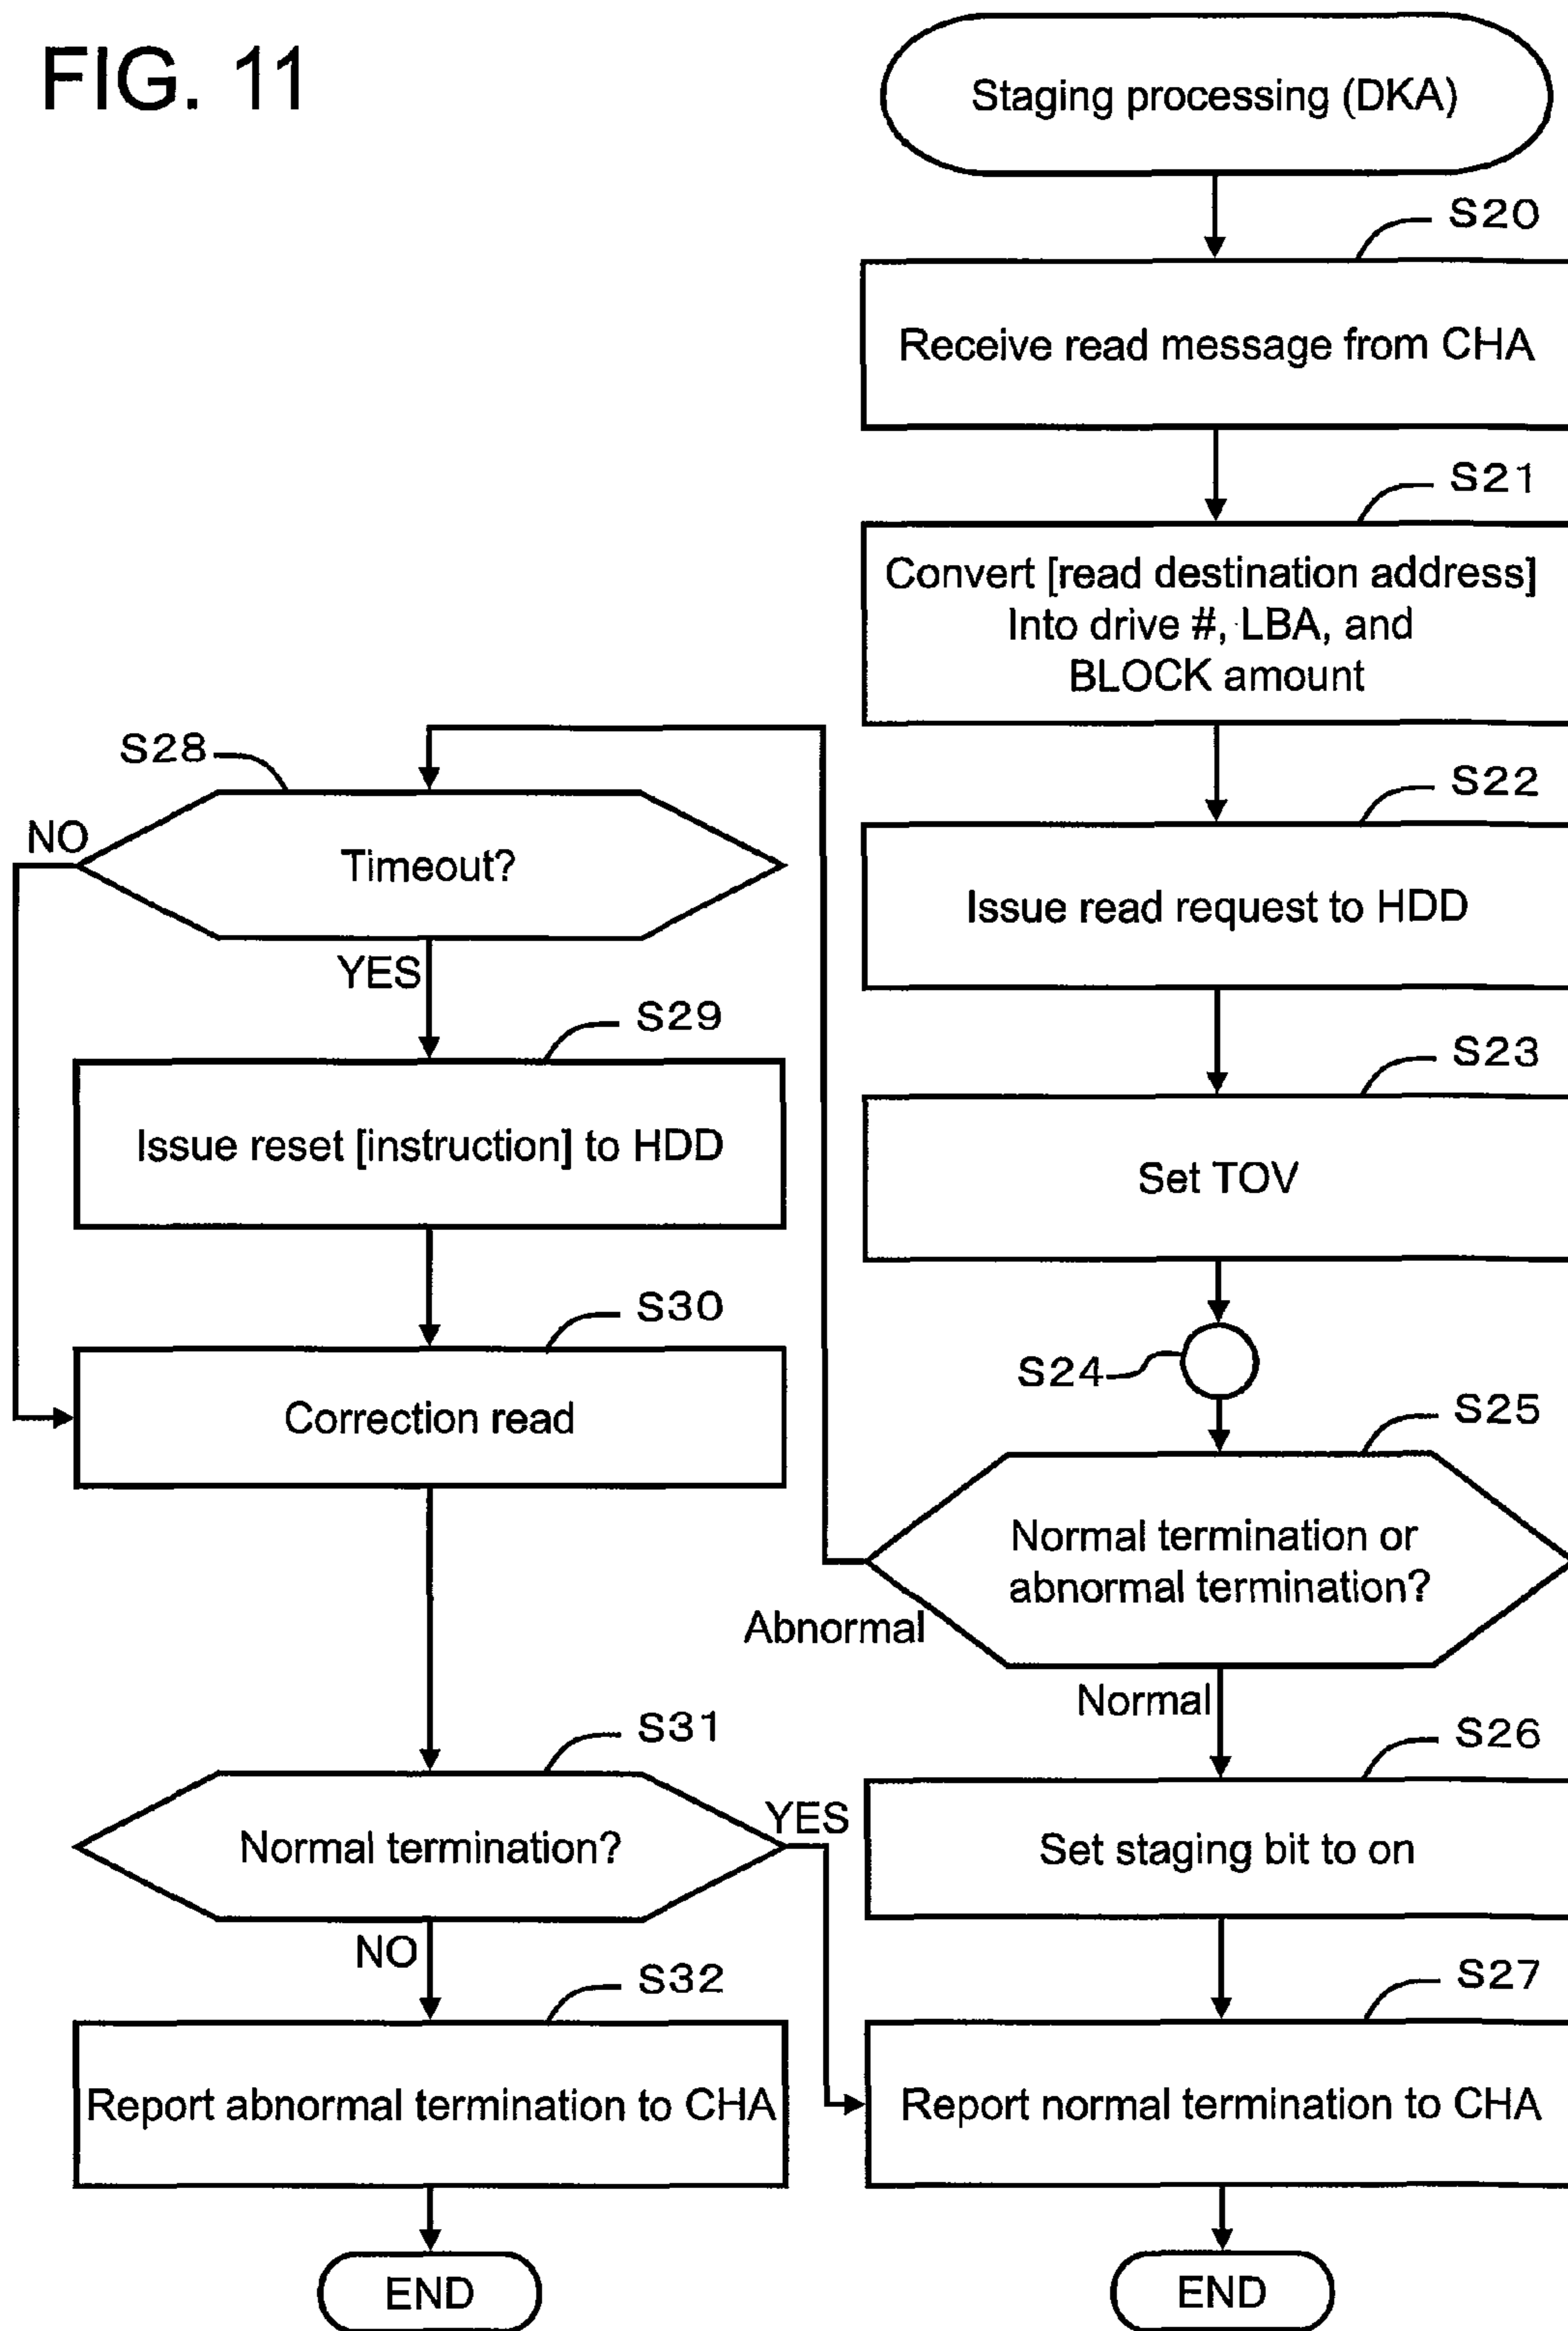 FIG. 11
Staging processing (DKA)
S20
Receive read message from CHA
S21
Convert [read destination address]
Into drive #, LBA, and
BLOCK amount
S22
Issue read request to HDD
S23
Set TOV
S24
S25
Normal termination or
abnormal termination?
Abnormal
Normal
S26
Set staging bit to on
S27
Report normal termination to CHA
END
S28
NO
Timeout?
YES
S29
Issue reset [instruction] to HDD
S30
Correction read
S31
YES
Normal termination?
NO
S32
Report abnormal termination to CHA
END